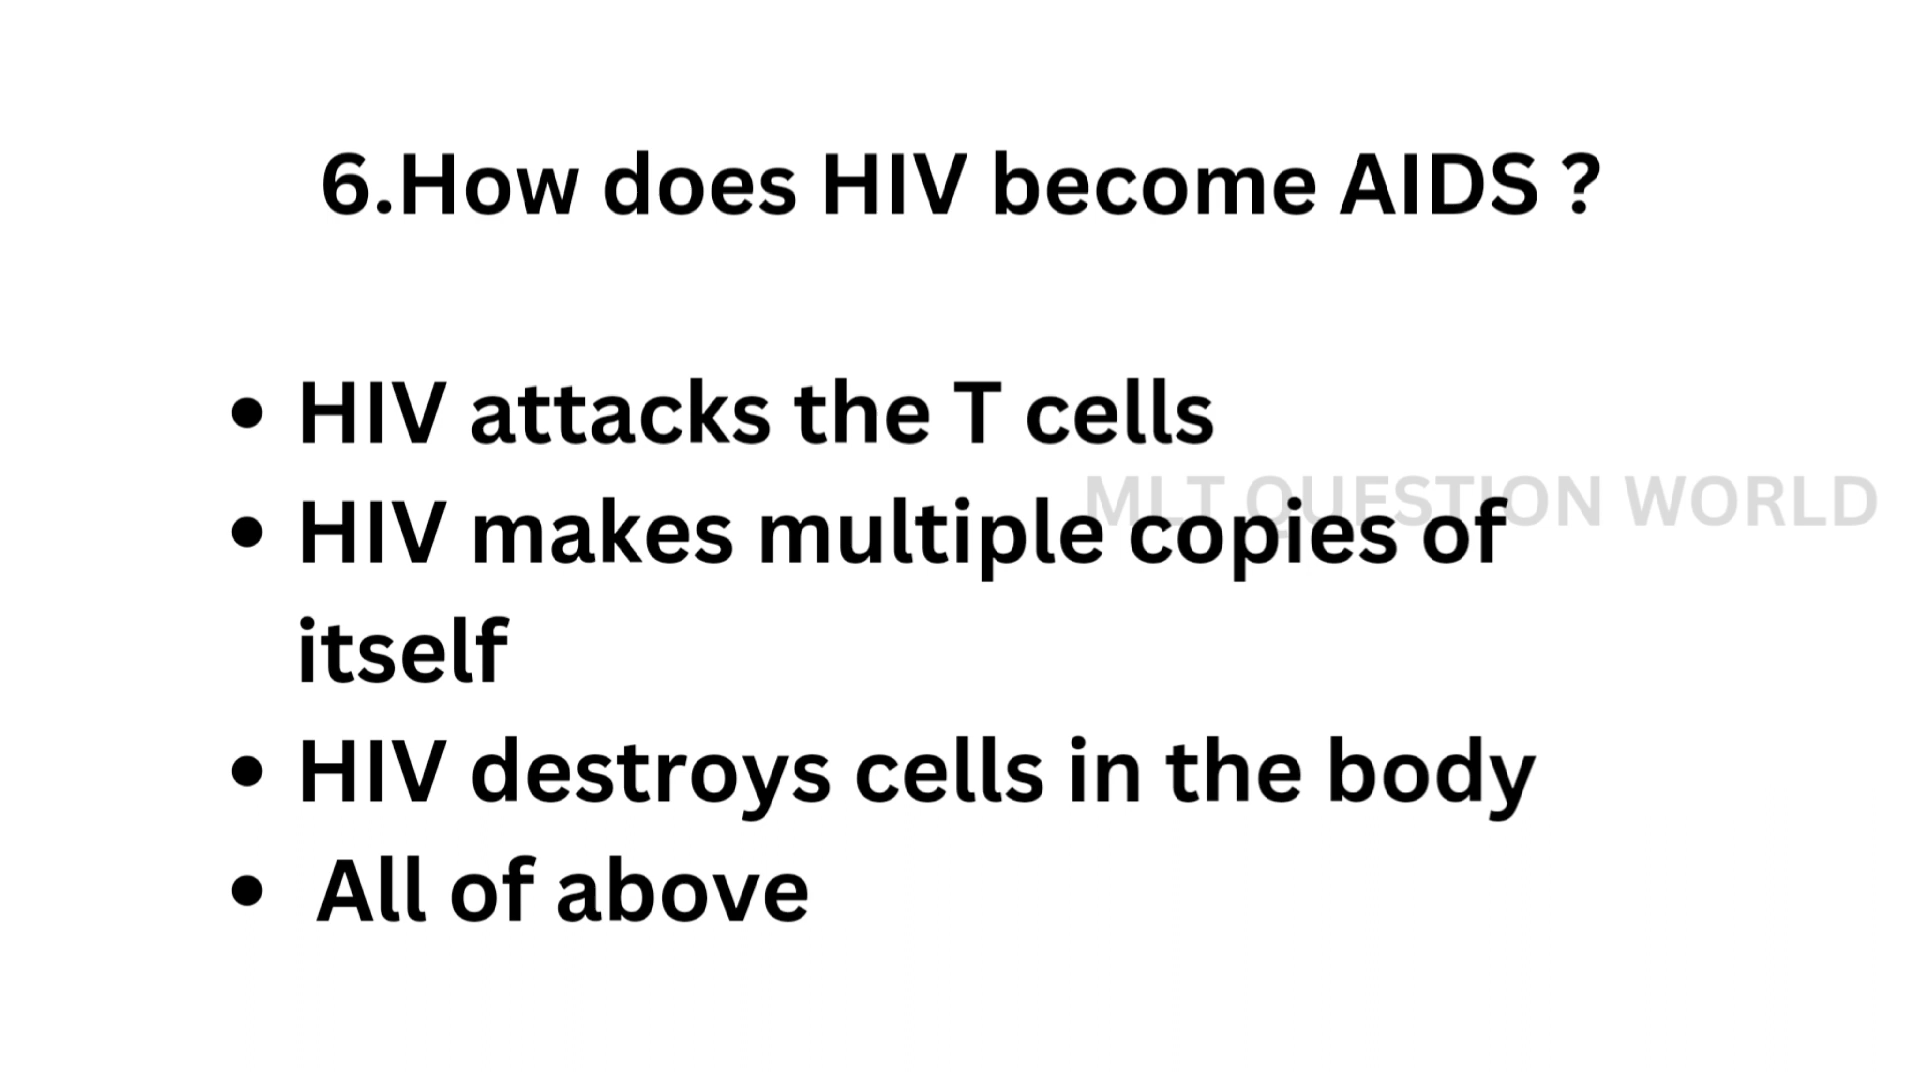 6.How does HIV become AIDS ?
• HIV attacks the T cells
MLT QUESTION WORLD
• HIV makes multiple copies of
itself
• HIV destroys cells in the body
• All of above